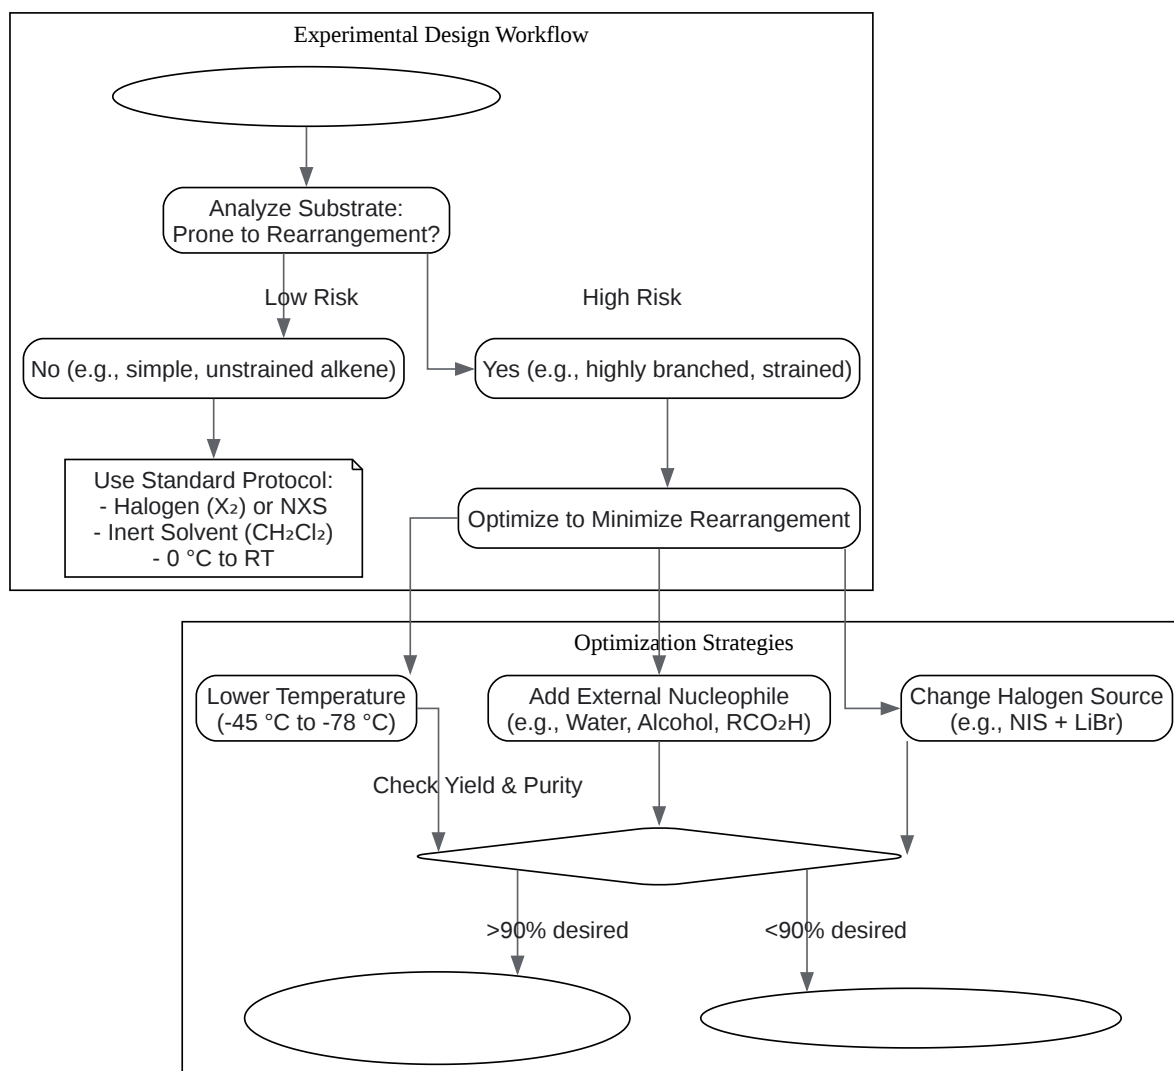 Experimental Design Workflow
Analyze Substrate:
Prone to Rearrangement?
Low Risk
High Risk
No (e.g., simple, unstrained alkene)
Yes (e.g., highly branched, strained)
Use Standard Protocol:
- Halogen (X₂) or NXS
- Inert Solvent (CH₂Cl₂)
- 0 °C to RT
Optimize to Minimize Rearrangement
Optimization Strategies
Lower Temperature
(-45 °C to -78 °C)
Add External Nucleophile
(e.g., Water, Alcohol, RCO₂H)
Change Halogen Source
(e.g., NIS + LiBr)
Check Yield & Purity
>90% desired
<90% desired